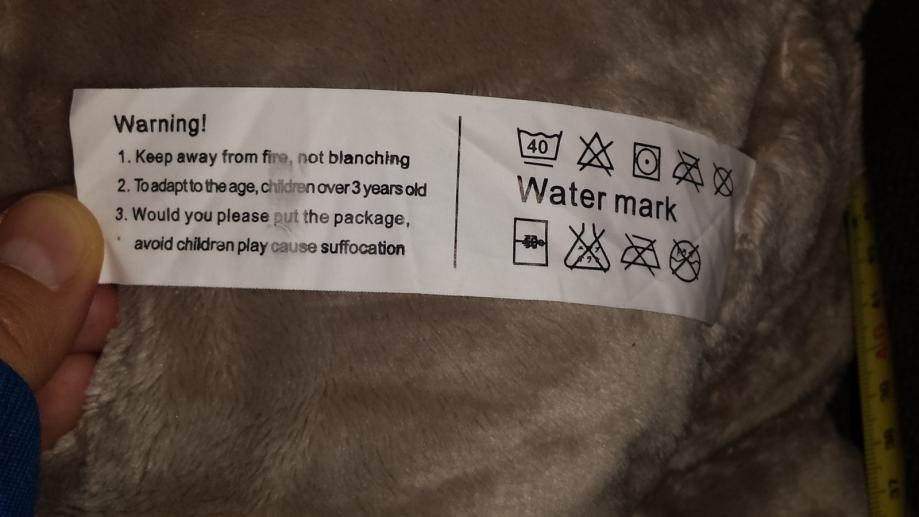 Warning!
1. Keep away from fire, not blanching
2. To adapt to the age, children over 3 years old
3. Would you please put the package,
avoid children play cause suffocation
40
Water mark